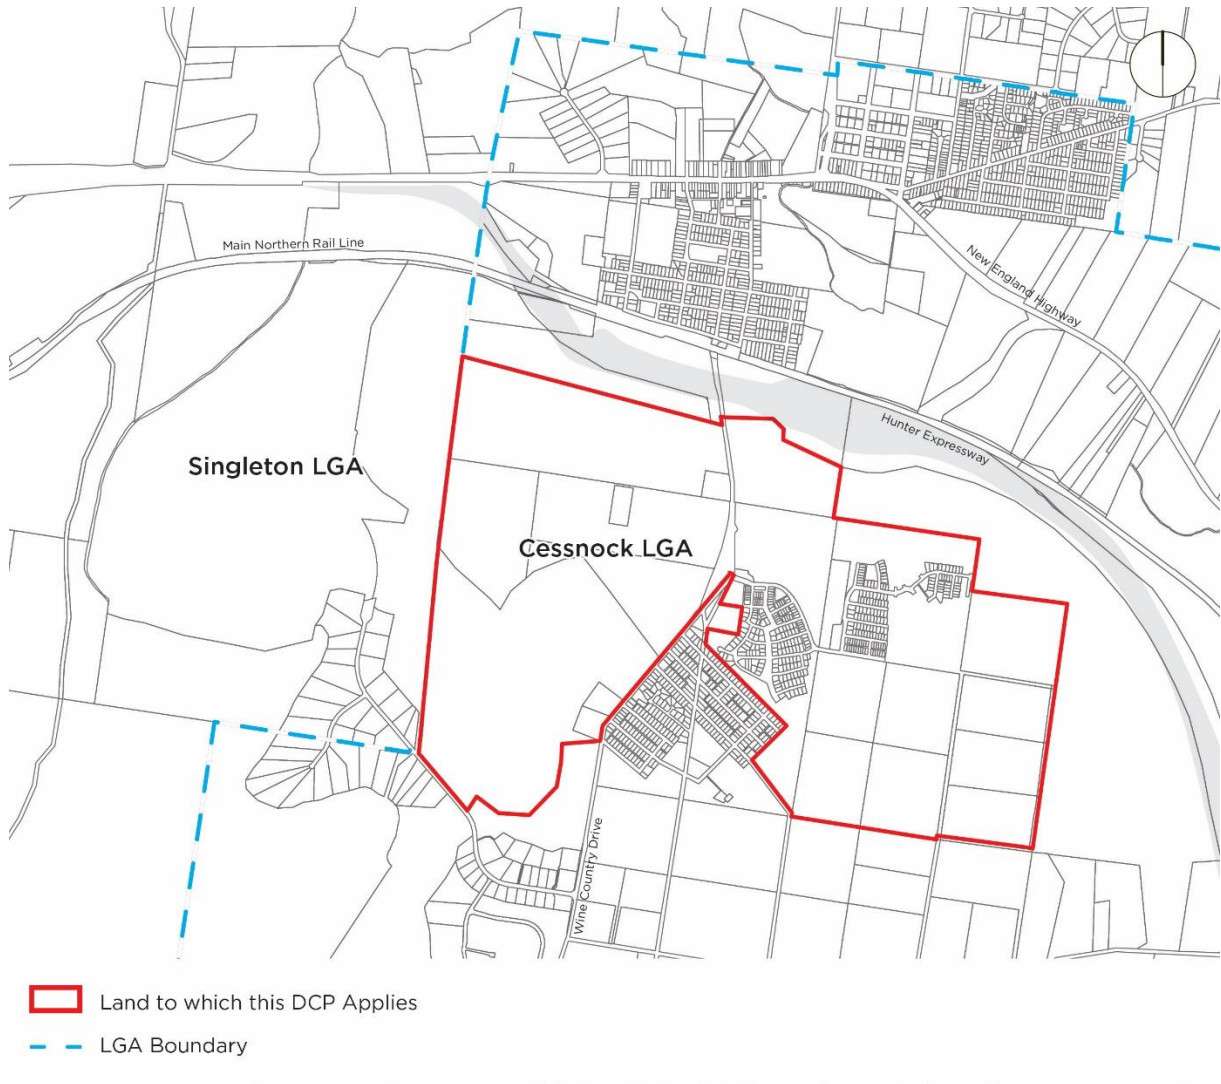 Main Northern Rail Line
New England Highway
Hunter Expressway
Singleton LGA
Cessnock LGA
Wine Country Drive
Land to which this DCP Applies
LGA Boundary